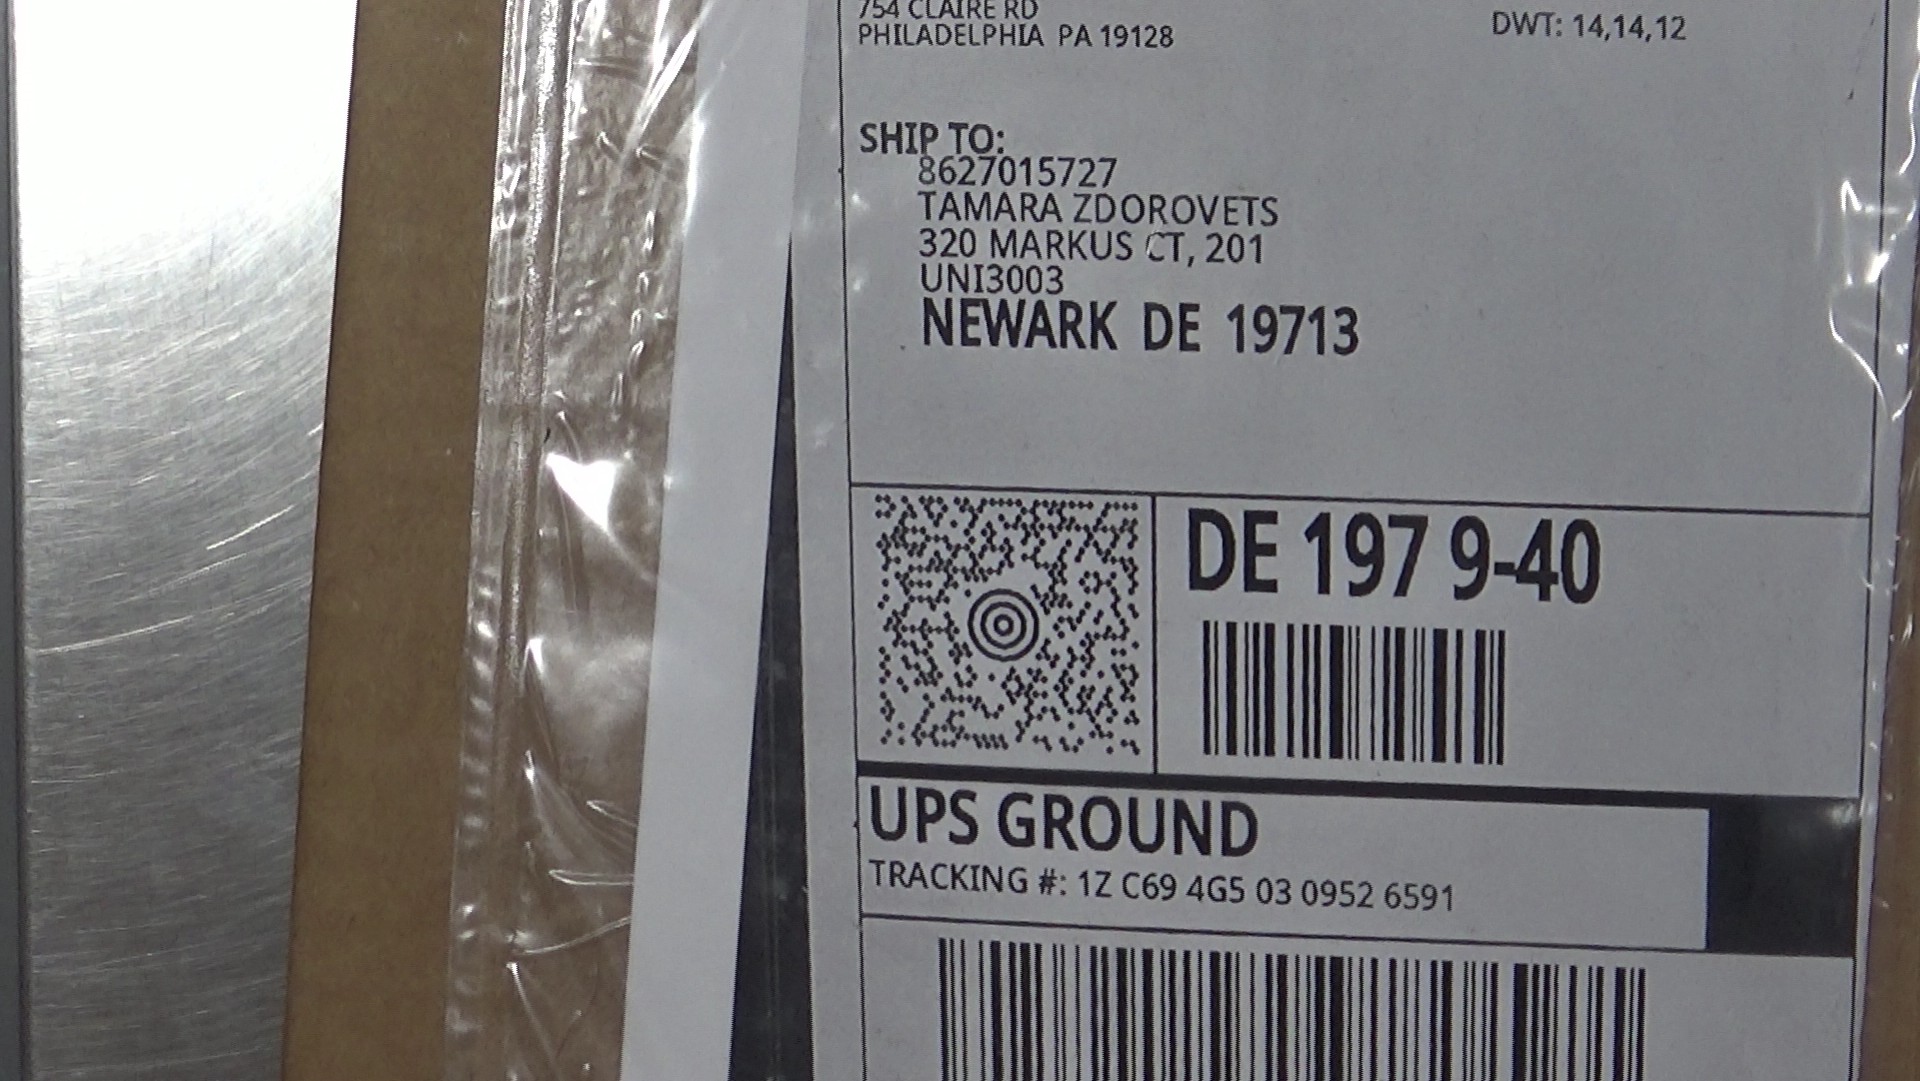 754 CLAIRE RD
PHILADELPHIA PA 19128
DWT: 14,14,12
SHIP TO:
8627015727
TAMARA ZDOROVETS
320 MARKUS CT, 201
UNI3003
NEWARK DE 19713
DE 197 9-40
UPS GROUND
TRACKING #: 1Z C69 4G5 03 0952 6591